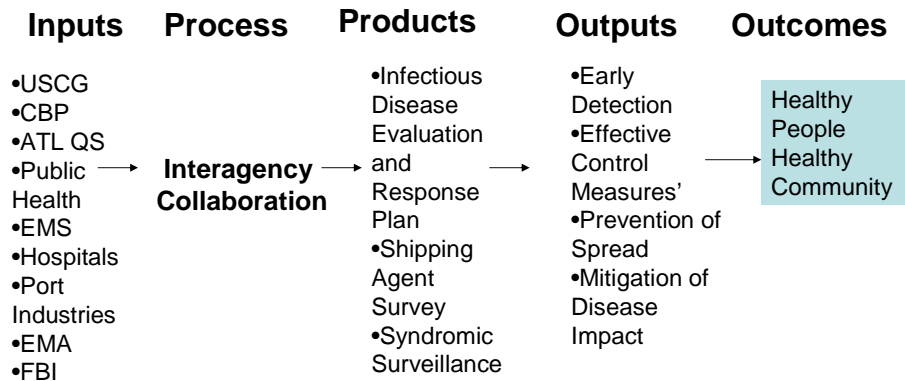 Inputs Process Products Outputs Outcomes
•USCG
•CBP
•ATL QS
•Public
Health
•EMS
•Hospitals
•Port
Industries
•EMA
•FBI
Interagency
Collaboration
•Infectious
Disease
Evaluation
and
Response
Plan
•Shipping
Agent
Survey
•Syndromic
Surveillance
•Early
Detection
•Effective
Control
Measures’
•Prevention of
Spread
•Mitigation of
Disease
Impact
Healthy
People
Healthy
Community